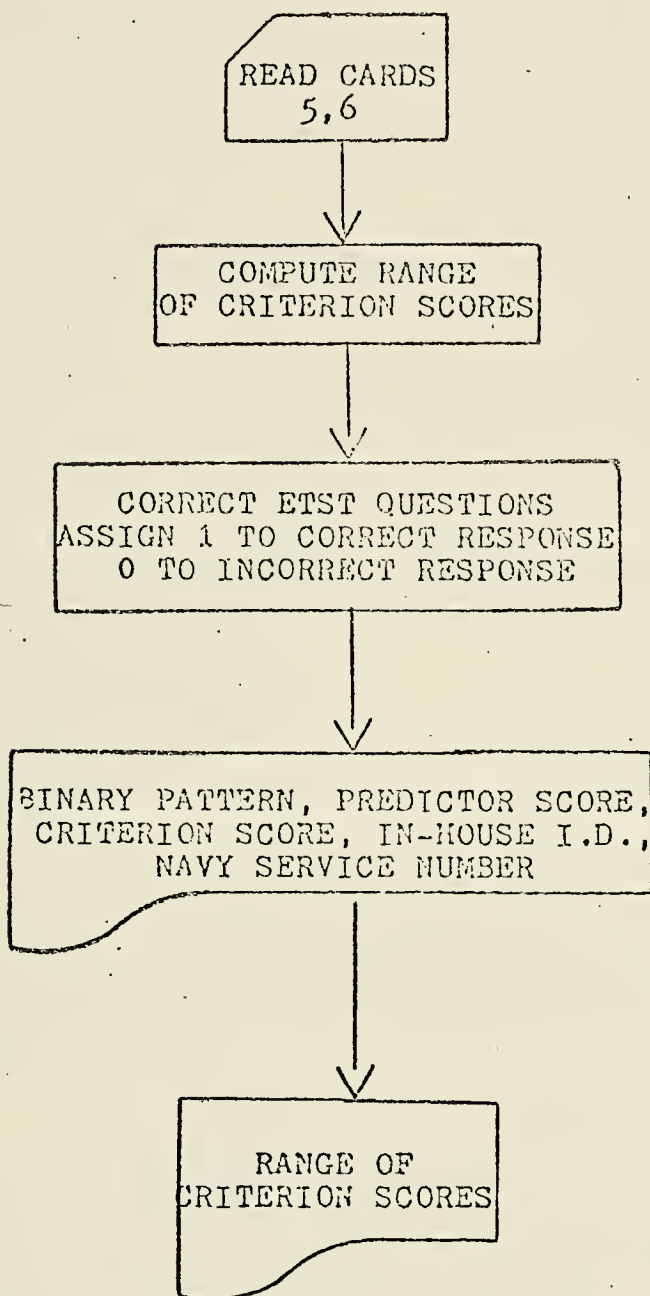 READ CARDS
5,6
COMPUTE RANGE
OF CRITERION SCORES
CORRECT ETST QUESTIONS
ASSIGN 1 TO CORRECT RESPONSE
0 TO INCORRECT RESPONSE
BINARY PATTERN, PREDICTOR SCORE,
CRITERION SCORE, IN-HOUSE I.D.,
NAVY SERVICE NUMBER
RANGE OF
CRITERION SCORES